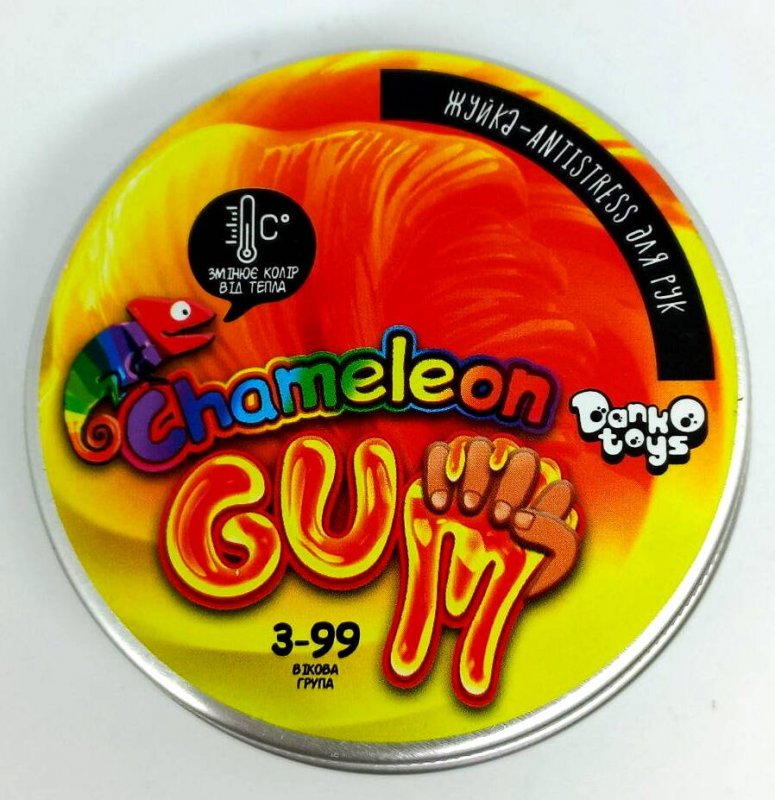 ЖУЙКА-ANTISTRESS ДЛЯ РУК
C°
ЗМІНЮЄ КОЛІР
ВІД ТЕПЛА
Chameleon
GUM
Danko
toys
3-99
ВІКОВА
ГРУПА